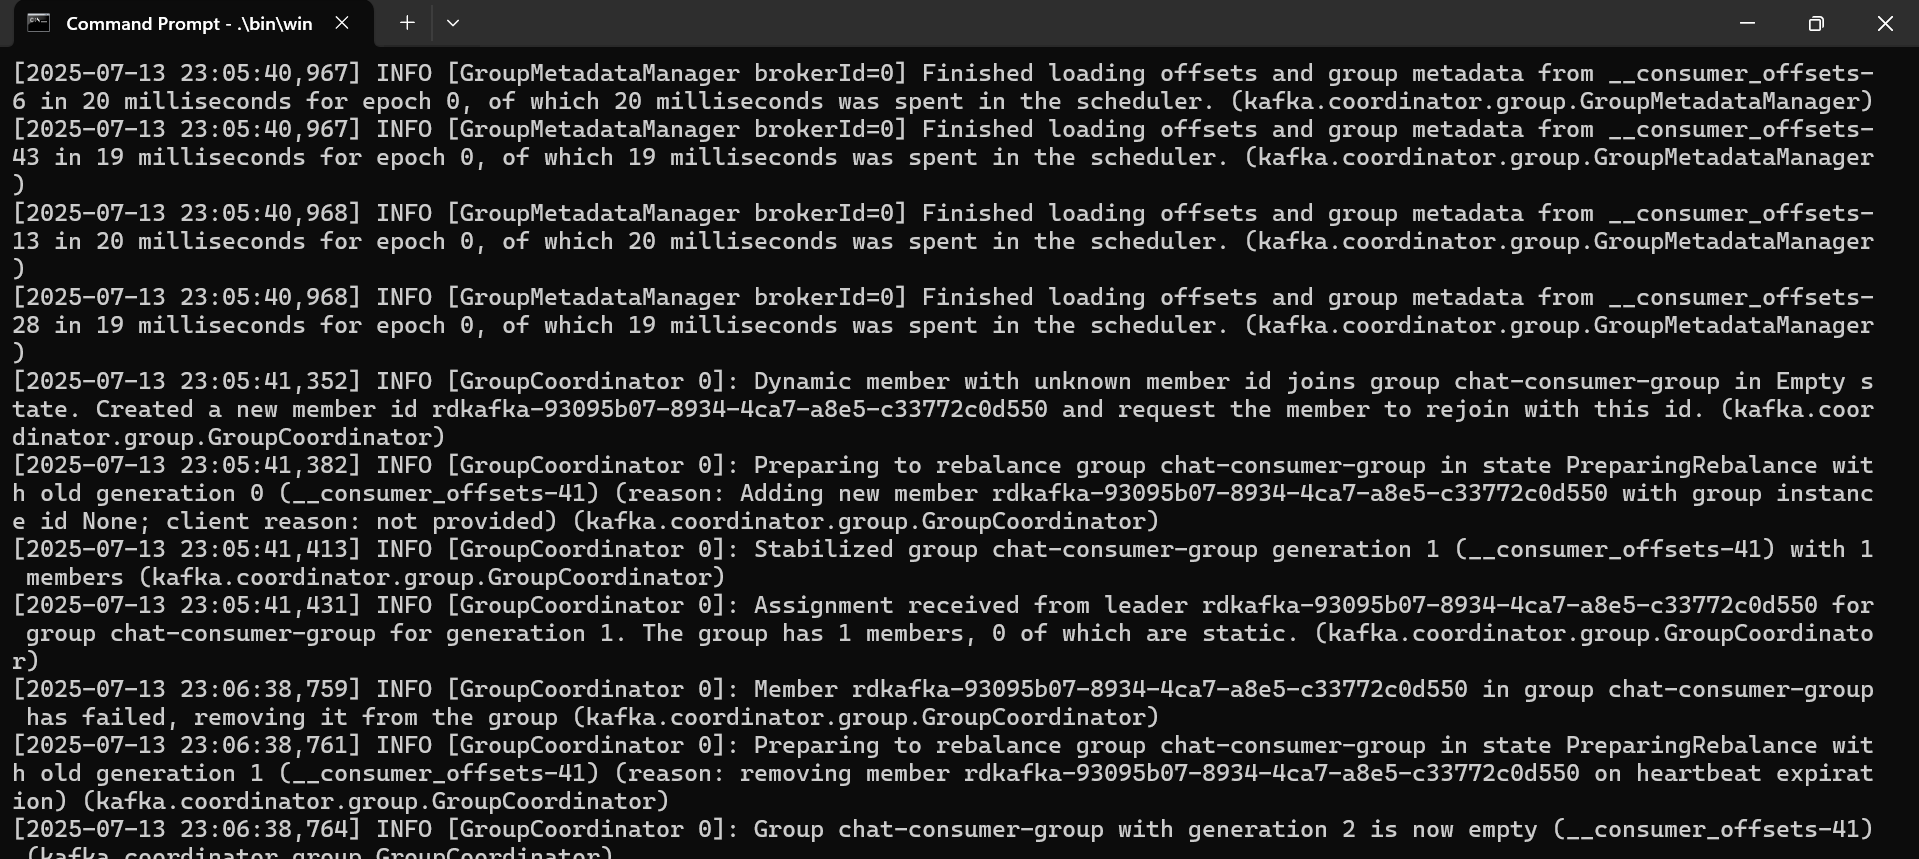 Command Prompt - .\bin\win
[2025-07-13 23:05:40,967] INFO [GroupMetadataManager brokerId=0] Finished loading offsets and group metadata from __consumer_offsets-
6 in 20 milliseconds for epoch 0, of which 20 milliseconds was spent in the scheduler. (kafka.coordinator.group.GroupMetadataManager)
[2025-07-13 23:05:40,967] INFO [GroupMetadataManager brokerId=0] Finished loading offsets and group metadata from __consumer_offsets-
43 in 19 milliseconds for epoch 0, of which 19 milliseconds was spent in the scheduler. (kafka.coordinator.group.GroupMetadataManager
)
[2025-07-13 23:05:40,968] INFO [GroupMetadataManager brokerId=0] Finished loading offsets and group metadata from __consumer_offsets-
13 in 20 milliseconds for epoch 0, of which 20 milliseconds was spent in the scheduler. (kafka.coordinator.group.GroupMetadataManager
)
[2025-07-13 23:05:40,968] INFO [GroupMetadataManager brokerId=0] Finished loading offsets and group metadata from __consumer_offsets-
28 in 19 milliseconds for epoch 0, of which 19 milliseconds was spent in the scheduler. (kafka.coordinator.group.GroupMetadataManager
)
[2025-07-13 23:05:41,352] INFO [GroupCoordinator 0]: Dynamic member with unknown member id joins group chat-consumer-group in Empty s
tate. Created a new member id rdkafka-93095b07-8934-4ca7-a8e5-c33772c0d550 and request the member to rejoin with this id. (kafka.coor
dinator.group.GroupCoordinator)
[2025-07-13 23:05:41,382] INFO [GroupCoordinator 0]: Preparing to rebalance group chat-consumer-group in state PreparingRebalance wit
h old generation 0 (__consumer_offsets-41) (reason: Adding new member rdkafka-93095b07-8934-4ca7-a8e5-c33772c0d550 with group instanc
e id None; client reason: not provided) (kafka.coordinator.group.GroupCoordinator)
[2025-07-13 23:05:41,413] INFO [GroupCoordinator 0]: Stabilized group chat-consumer-group generation 1 (__consumer_offsets-41) with 1
 members (kafka.coordinator.group.GroupCoordinator)
[2025-07-13 23:05:41,431] INFO [GroupCoordinator 0]: Assignment received from leader rdkafka-93095b07-8934-4ca7-a8e5-c33772c0d550 for
 group chat-consumer-group for generation 1. The group has 1 members, 0 of which are static. (kafka.coordinator.group.GroupCoordinato
r)
[2025-07-13 23:06:38,759] INFO [GroupCoordinator 0]: Member rdkafka-93095b07-8934-4ca7-a8e5-c33772c0d550 in group chat-consumer-group
 has failed, removing it from the group (kafka.coordinator.group.GroupCoordinator)
[2025-07-13 23:06:38,761] INFO [GroupCoordinator 0]: Preparing to rebalance group chat-consumer-group in state PreparingRebalance wit
h old generation 1 (__consumer_offsets-41) (reason: removing member rdkafka-93095b07-8934-4ca7-a8e5-c33772c0d550 on heartbeat expirat
ion) (kafka.coordinator.group.GroupCoordinator)
[2025-07-13 23:06:38,764] INFO [GroupCoordinator 0]: Group chat-consumer-group with generation 2 is now empty (__consumer_offsets-41)
 (kafka.coordinator.group.GroupCoordinator)